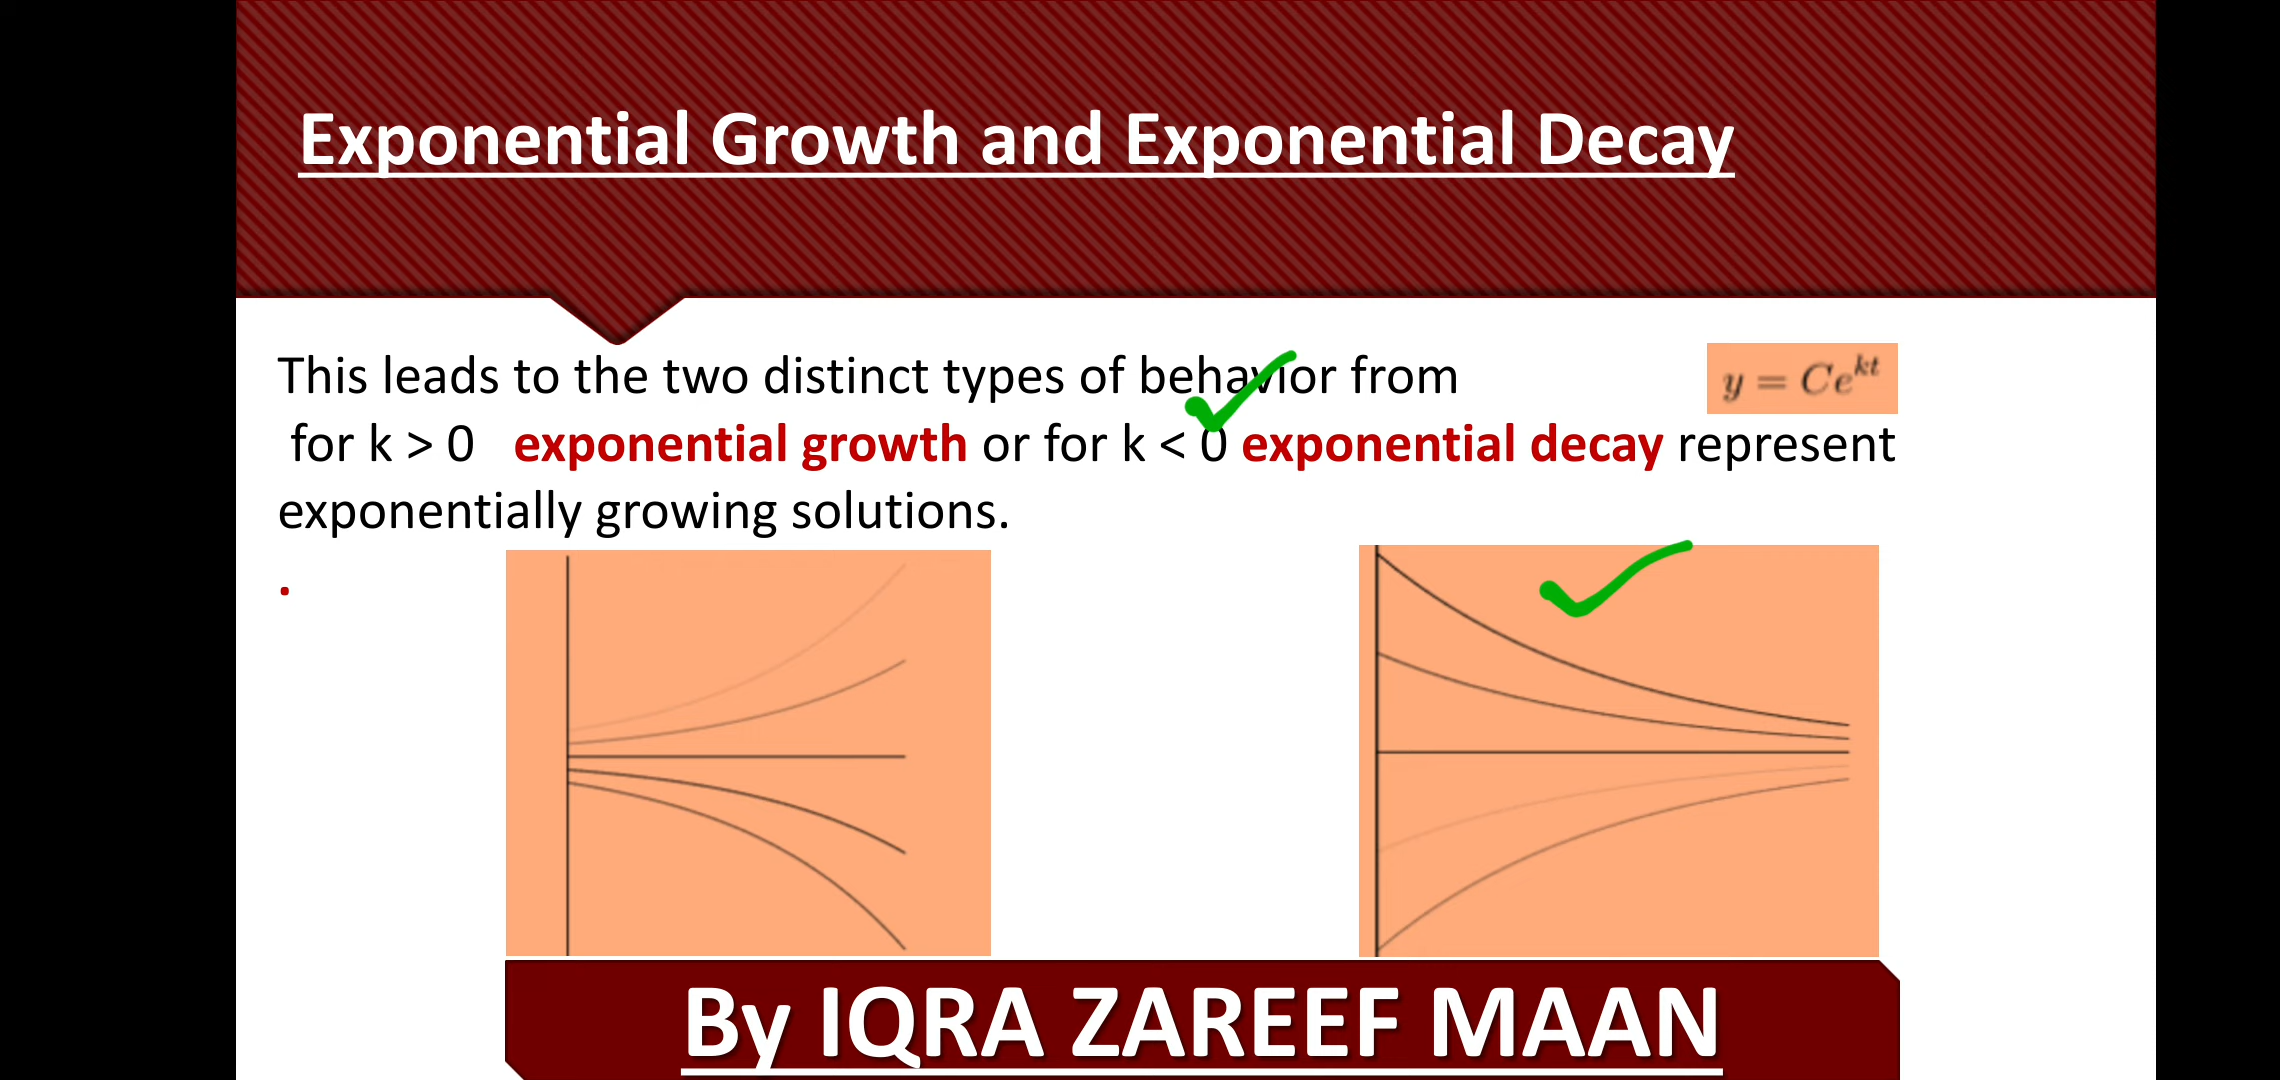 Exponential Growth and Exponential Decay
This leads to the two distinct types of behavior from y = Ce^{kt}
for k > 0 exponential growth or for k < 0 exponential decay represent
exponentially growing solutions.
.
By IQRA ZAREEF MAAN